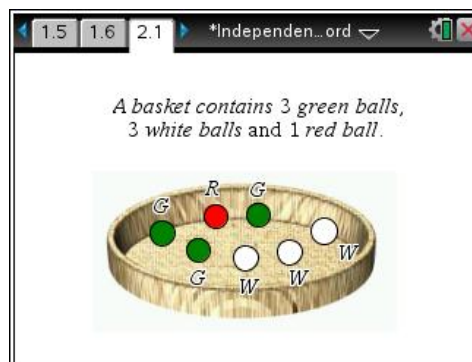 1.5 1.6 2.1 *Independen...ord
A basket contains 3 green balls,
3 white balls and 1 red ball.
R G
G
W
G W W